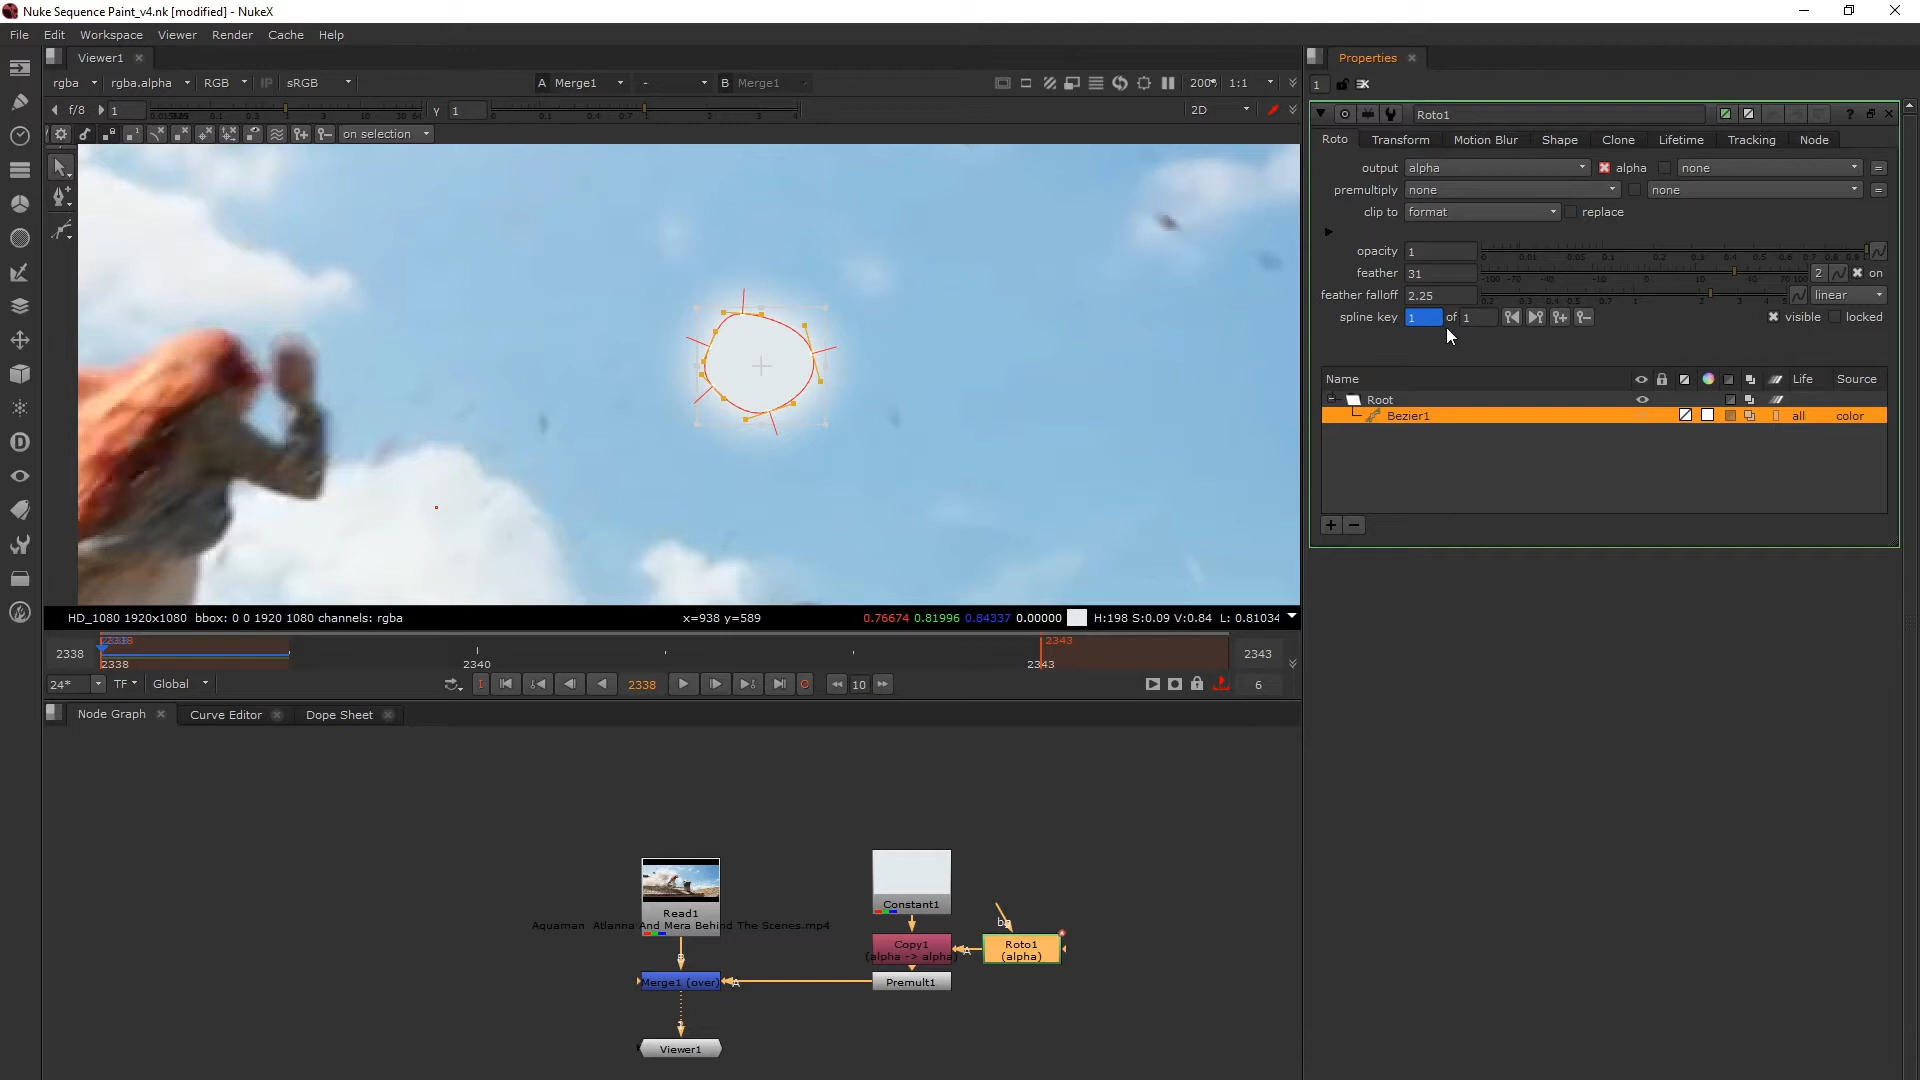 Nuke Sequence Paint_v4.nk [modified] - NukeX
File Edit Workspace Viewer Render Cache Help
Viewer1
rgba rgba.alpha RGB IP sRGB A Merge1 - B Merge1 200* 1:1
f/8 1 Y 1 2D
on selection
HD_1080 1920x1080 bbox: 0 0 1920 1080 channels: rgba x=938 y=589 0.76674 0.81996 0.84337 0.00000 H:198 S:0.09 V:0.84 L: 0.81034
2338 2343
2338 2338 2340 2343 2343
24* TF Global I 2338 O 10 6
Node Graph Curve Editor Dope Sheet
Read1
Aquaman Atlanna And Mera Behind The Scenes.mp4
B
Merge1 (over)
A
Viewer1
Constant1
bg
Copy1
(alpha -> alpha)
A
Roto1
(alpha)
Premult1
Properties
1
Roto1
Roto Transform Motion Blur Shape Clone Lifetime Tracking Node
output alpha alpha none =
premultiply none none =
clip to format replace
opacity 1
feather 31 2 on
feather falloff 2.25 linear
spline key 1 of 1 visible locked
Name Life Source
Root
Bezier1 all color